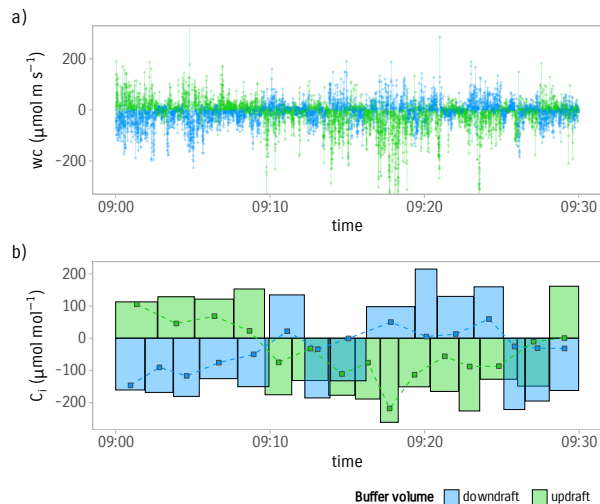 a)
wc (μmol m s⁻¹)
200
0
-200
09:00
09:10
09:20
09:30
time
b)
Cᵢ (μmol mol⁻¹)
200
100
0
-100
-200
09:00
09:10
09:20
09:30
time
Buffer volume downdraft updraft